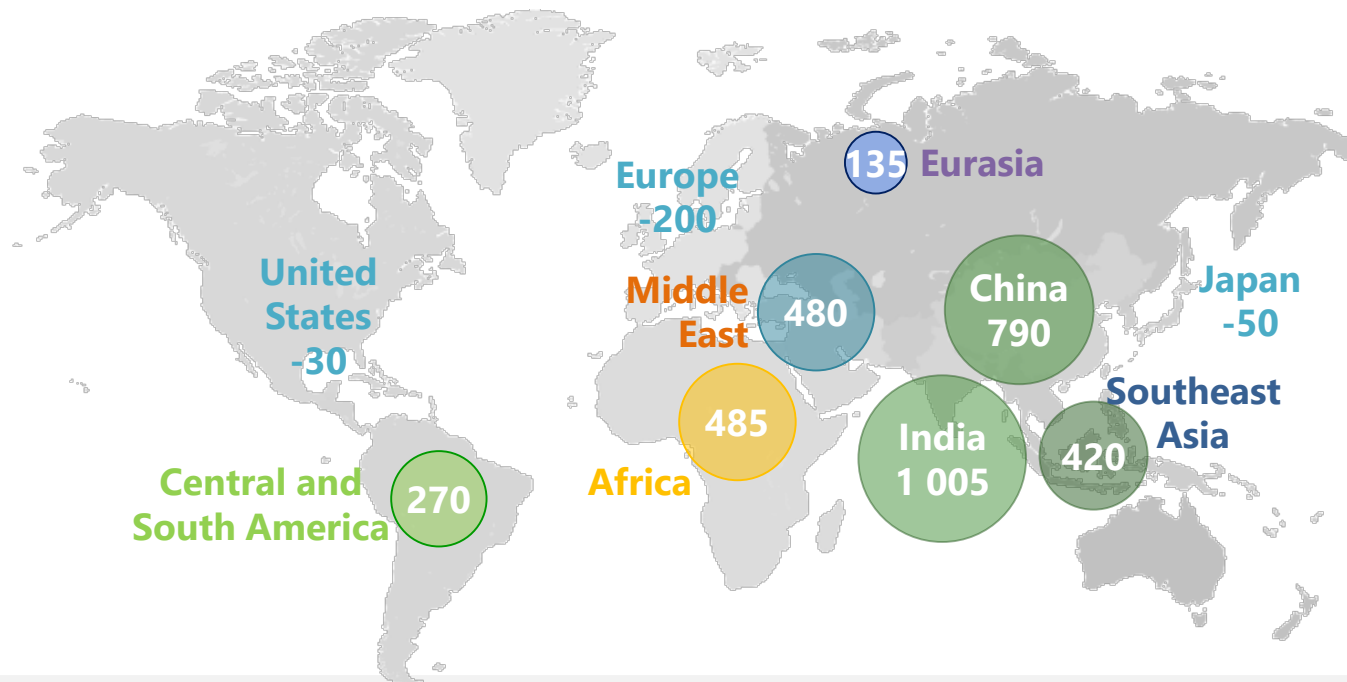 135 Eurasia
Europe
-200
United
States
-30
Middle
East
480
China
790
Japan
-50
Southeast
Asia
420
485
Africa
India
1 005
Central and
South America
270